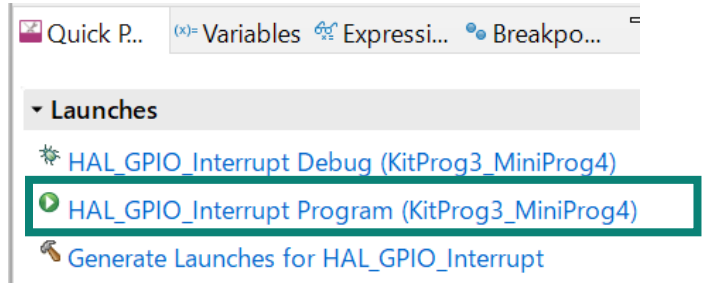 Quick P... (x)= Variables Expressi... Breakpo...
Launches
HAL_GPIO_Interrupt Debug (KitProg3_MiniProg4)
HAL_GPIO_Interrupt Program (KitProg3_MiniProg4)
Generate Launches for HAL_GPIO_Interrupt